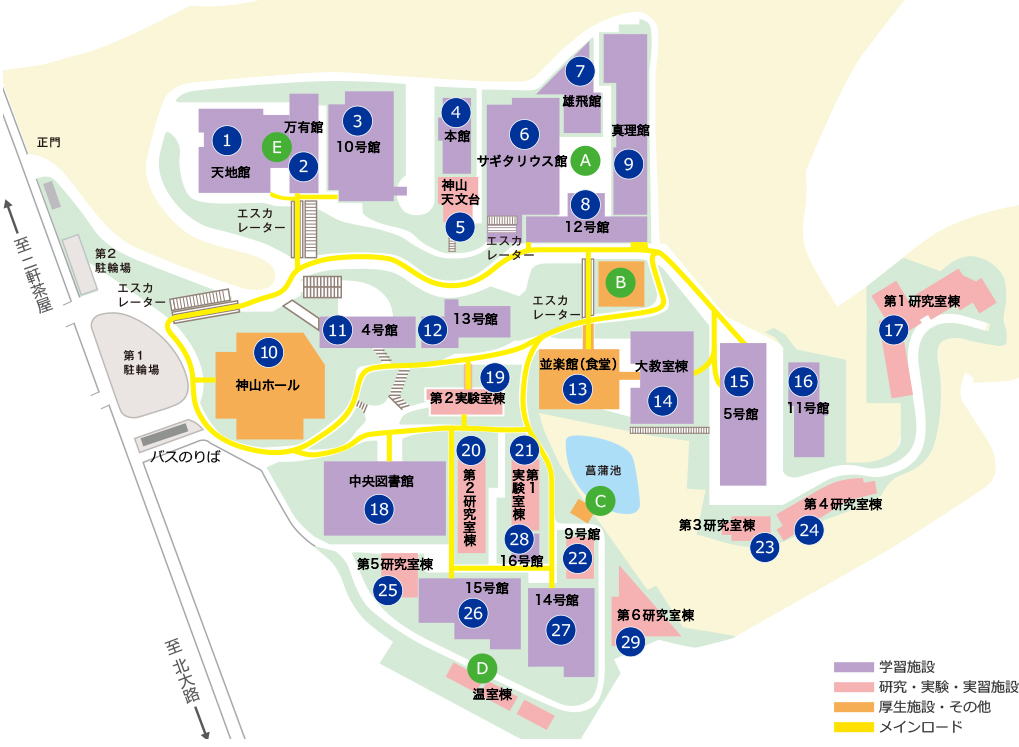 7
雄飛館
真理館
4
本館
万有館
3
10号館
1
天地館
E
2
6
サギタリウス館
A
9
正門
神山
天文台
5
8
12号館
エスカ
レーター
エスカ
レーター
至 二軒茶屋
第2
駐輪場
エスカ
レーター
B
エスカ
レーター
第1研究室棟
17
11
4号館
12
13号館
第1
駐輪場
10
神山ホール
並楽館(食堂)
13
大教室棟
14
15
5号館
16
11号館
19
第2実験室棟
バスのりば
中央図書館
18
20
第2研究室棟
21
第1
実験室棟
菖蒲池
C
28
16号館
9号館
22
第3研究室棟
23
第4研究室棟
24
第5研究室棟
25
15号館
26
14号館
27
第6研究室棟
29
D
温室棟
至 北大路
学習施設
研究・実験・実習施設
厚生施設・その他
メインロード